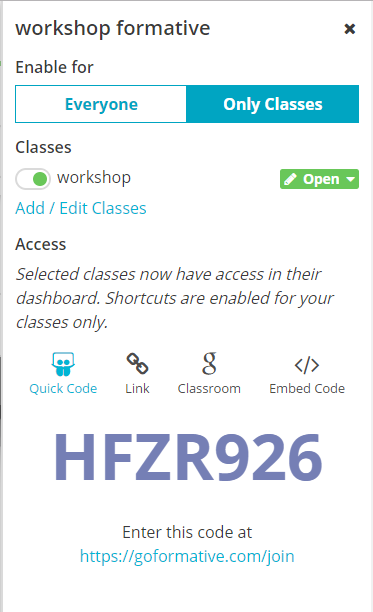 workshop formative
Enable for
Everyone Only Classes
Classes
workshop Open
Add / Edit Classes
Access
Selected classes now have access in their
dashboard. Shortcuts are enabled for your
classes only.
Quick Code Link Classroom Embed Code
HFZR926
Enter this code at
https://goformative.com/join